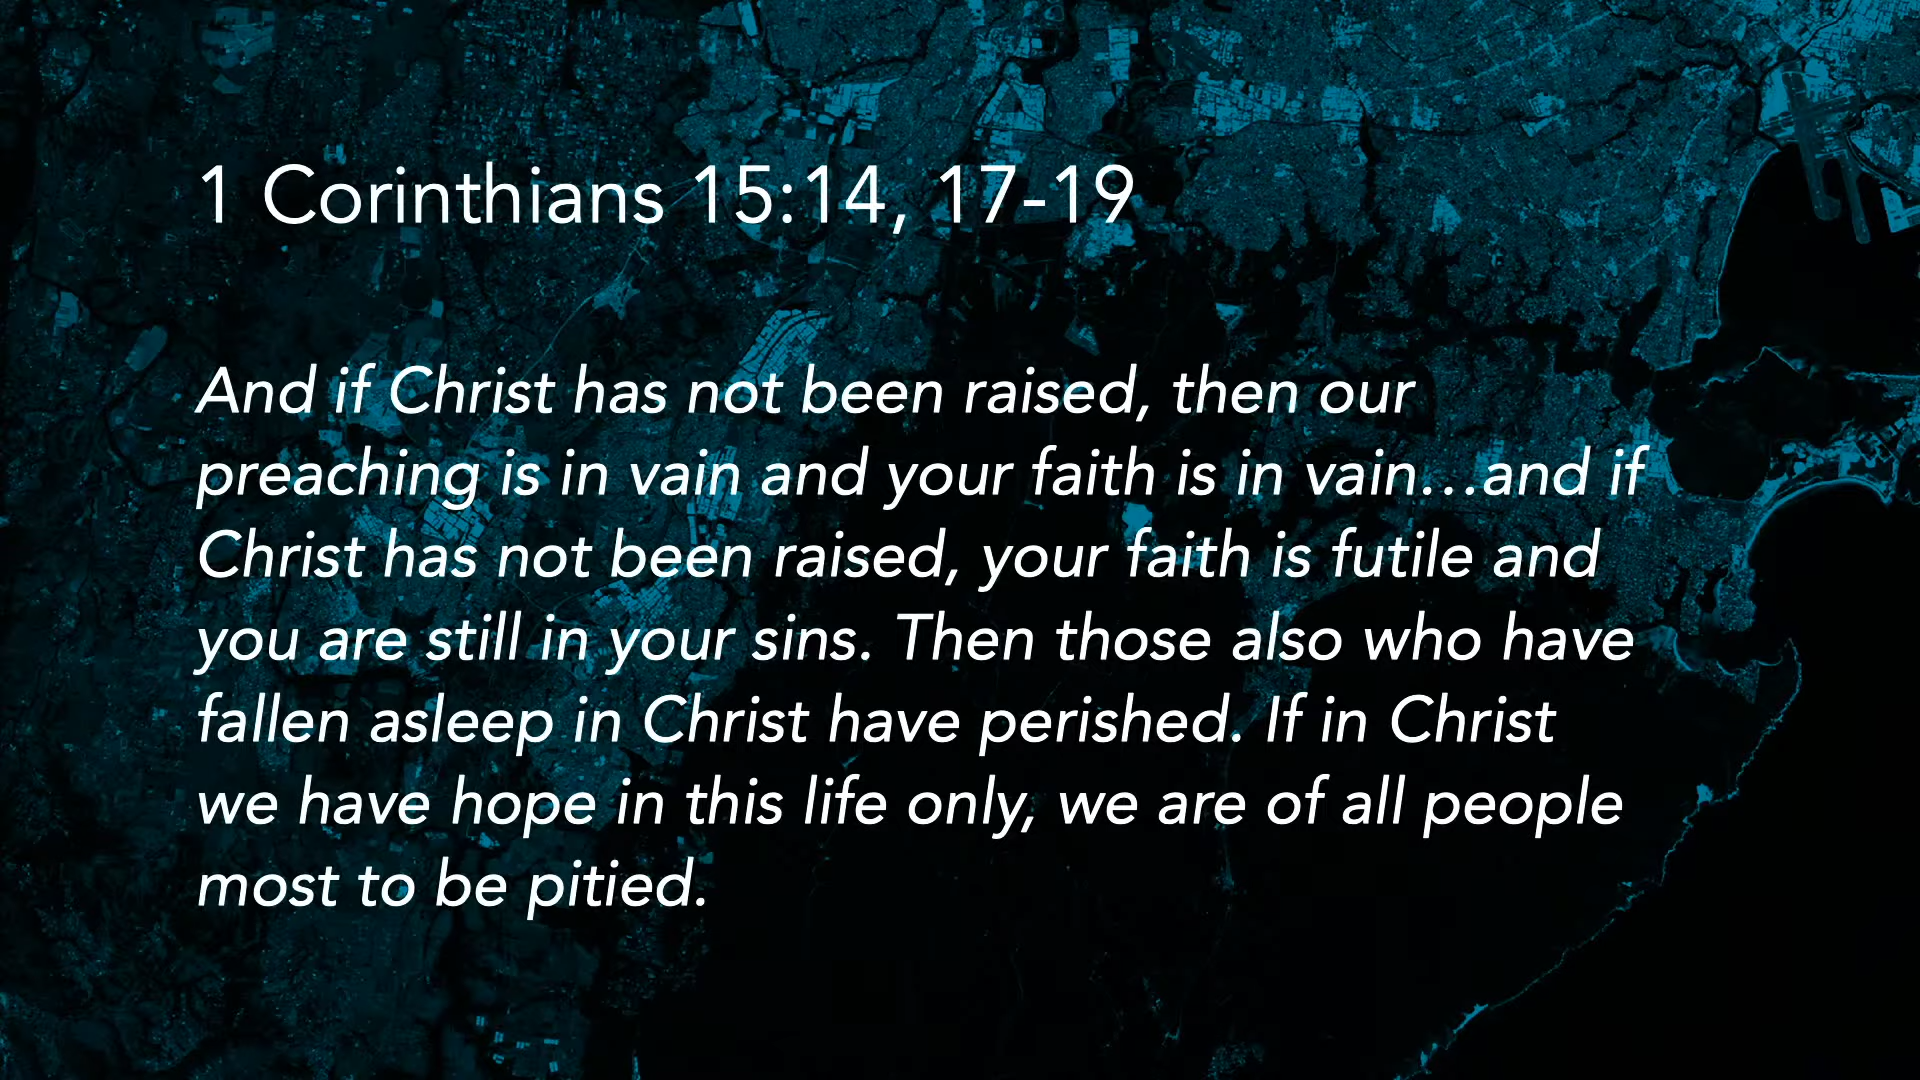 1 Corinthians 15:14, 17-19
And if Christ has not been raised, then our
preaching is in vain and your faith is in vain…and if
Christ has not been raised, your faith is futile and
you are still in your sins. Then those also who have
fallen asleep in Christ have perished. If in Christ
we have hope in this life only, we are of all people
most to be pitied.